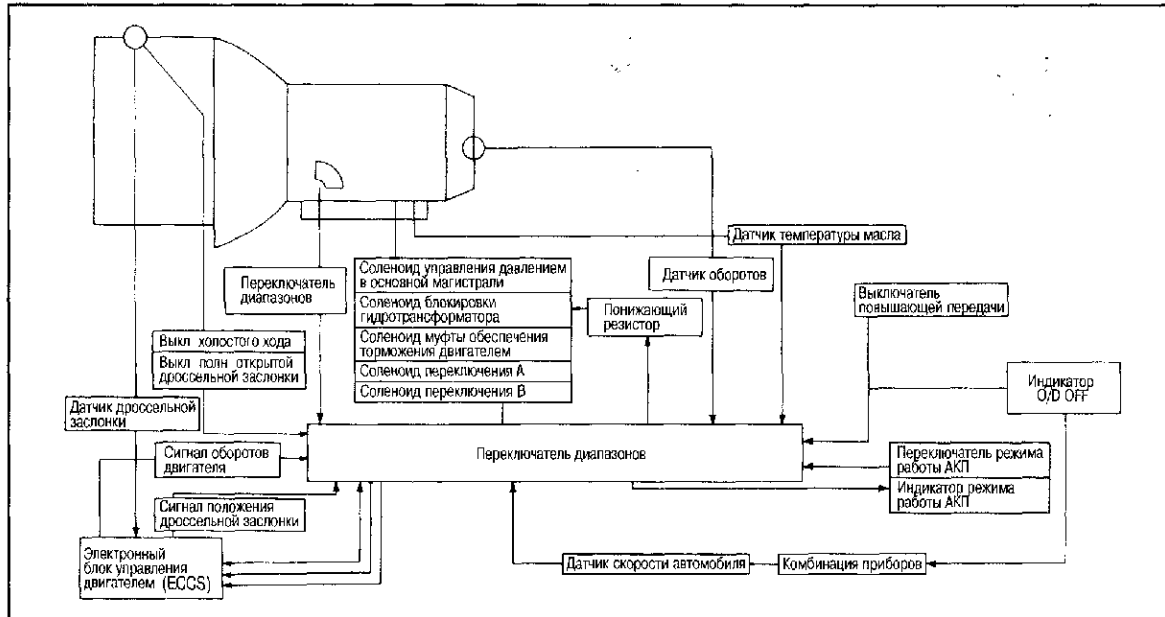 Датчик температуры масла
Переключатель
диапазонов
Соленоид управления давлением
в основной магистрали
Соленоид блокировки
гидротрансформатора
Соленоид муфты обеспечения
торможения двигателем
Соленоид переключения А
Соленоид переключения В
Датчик оборотов
Понижающий
резистор
Выключатель
повышающей передачи
Выкл холостого хода
Выкл полн открытой
дроссельной заслонки
Индикатор
O/D OFF
Датчик дроссельной
заслонки
Сигнал оборотов
двигателя
Переключатель диапазонов
Переключатель режима
работы АКП
Индикатор режима
работы АКП
Сигнал положения
дроссельной заслонки
Электронный
блок управления
двигателем (ECCS)
Датчик скорости автомобиля
Комбинация приборов